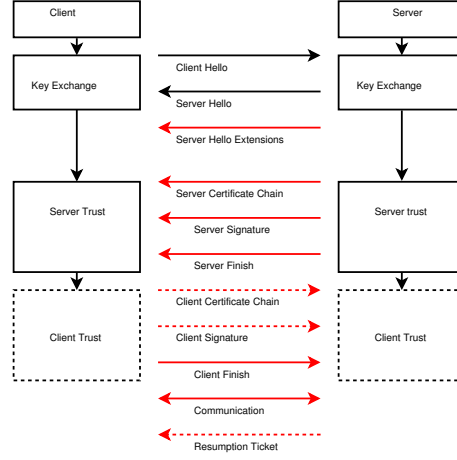 Client
Server
Client Hello
Key Exchange
Key Exchange
Server Hello
Server Hello Extensions
Server Certificate Chain
Server Trust
Server trust
Server Signature
Server Finish
Client Certificate Chain
Client Trust
Client Signature
Client Trust
Client Finish
Communication
Resumption Ticket